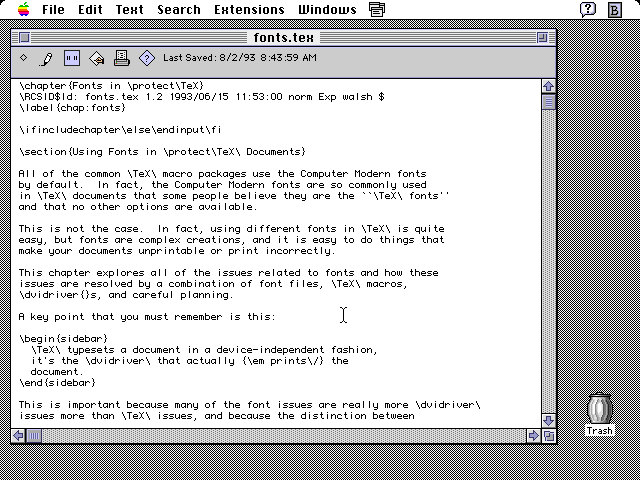 File Edit Text Search Extensions Windows
fonts.tex
Last Saved: 8/2/93 8:43:59 AM
\chapter{Fonts in \protect\TeX}
\RCSID$Id: fonts.tex 1.2 1993/06/15 11:53:00 norm Exp walsh $
\label{chap:fonts}
\ifincludechapter\else\endinput\fi
\section{Using Fonts in \protect\TeX\ Documents}
All of the common \TeX\ macro packages use the Computer Modern fonts
by default.  In fact, the Computer Modern fonts are so commonly used
in \TeX\ documents that some people believe they are the ``\TeX\ fonts''
and that no other options are available.
This is not the case.  In fact, using different fonts in \TeX\ is quite
easy, but fonts are complex creations, and it is easy to do things that
make your documents unprintable or print incorrectly.
This chapter explores all of the issues related to fonts and how these
issues are resolved by a combination of font files, \TeX\ macros,
\dvidriver{}s, and careful planning.
A key point that you must remember is this:
\begin{sidebar}
\TeX\ typesets a document in a device-independent fashion,
it's the \dvidriver\ that actually {\em prints\/} the
document.
\end{sidebar}
This is important because many of the font issues are really more \dvidriver\
issues more than \TeX\ issues, and because the distinction between
Trash